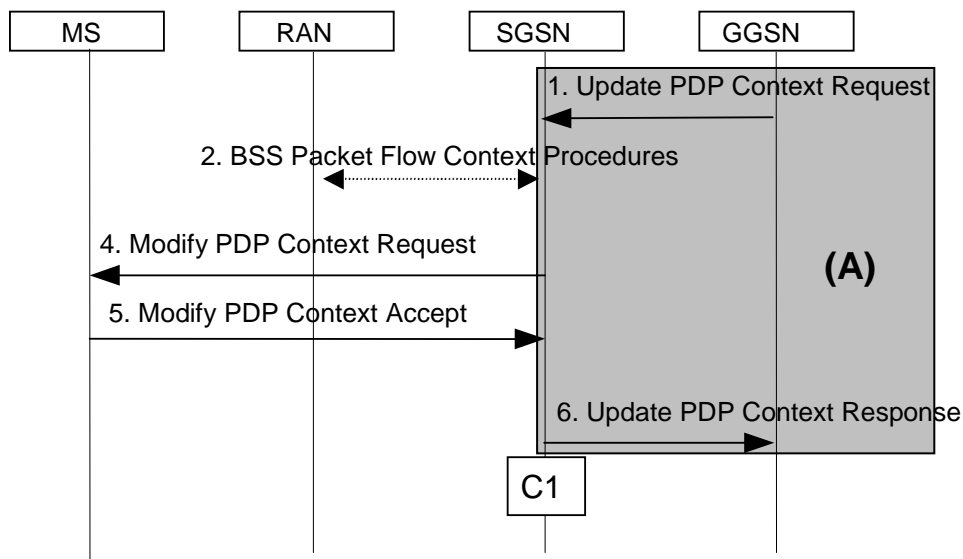 MS
RAN
SGSN
GGSN
1. Update PDP Context Request
2. BSS Packet Flow Context Procedures
4. Modify PDP Context Request
(A)
5. Modify PDP Context Accept
6. Update PDP Context Response
C1